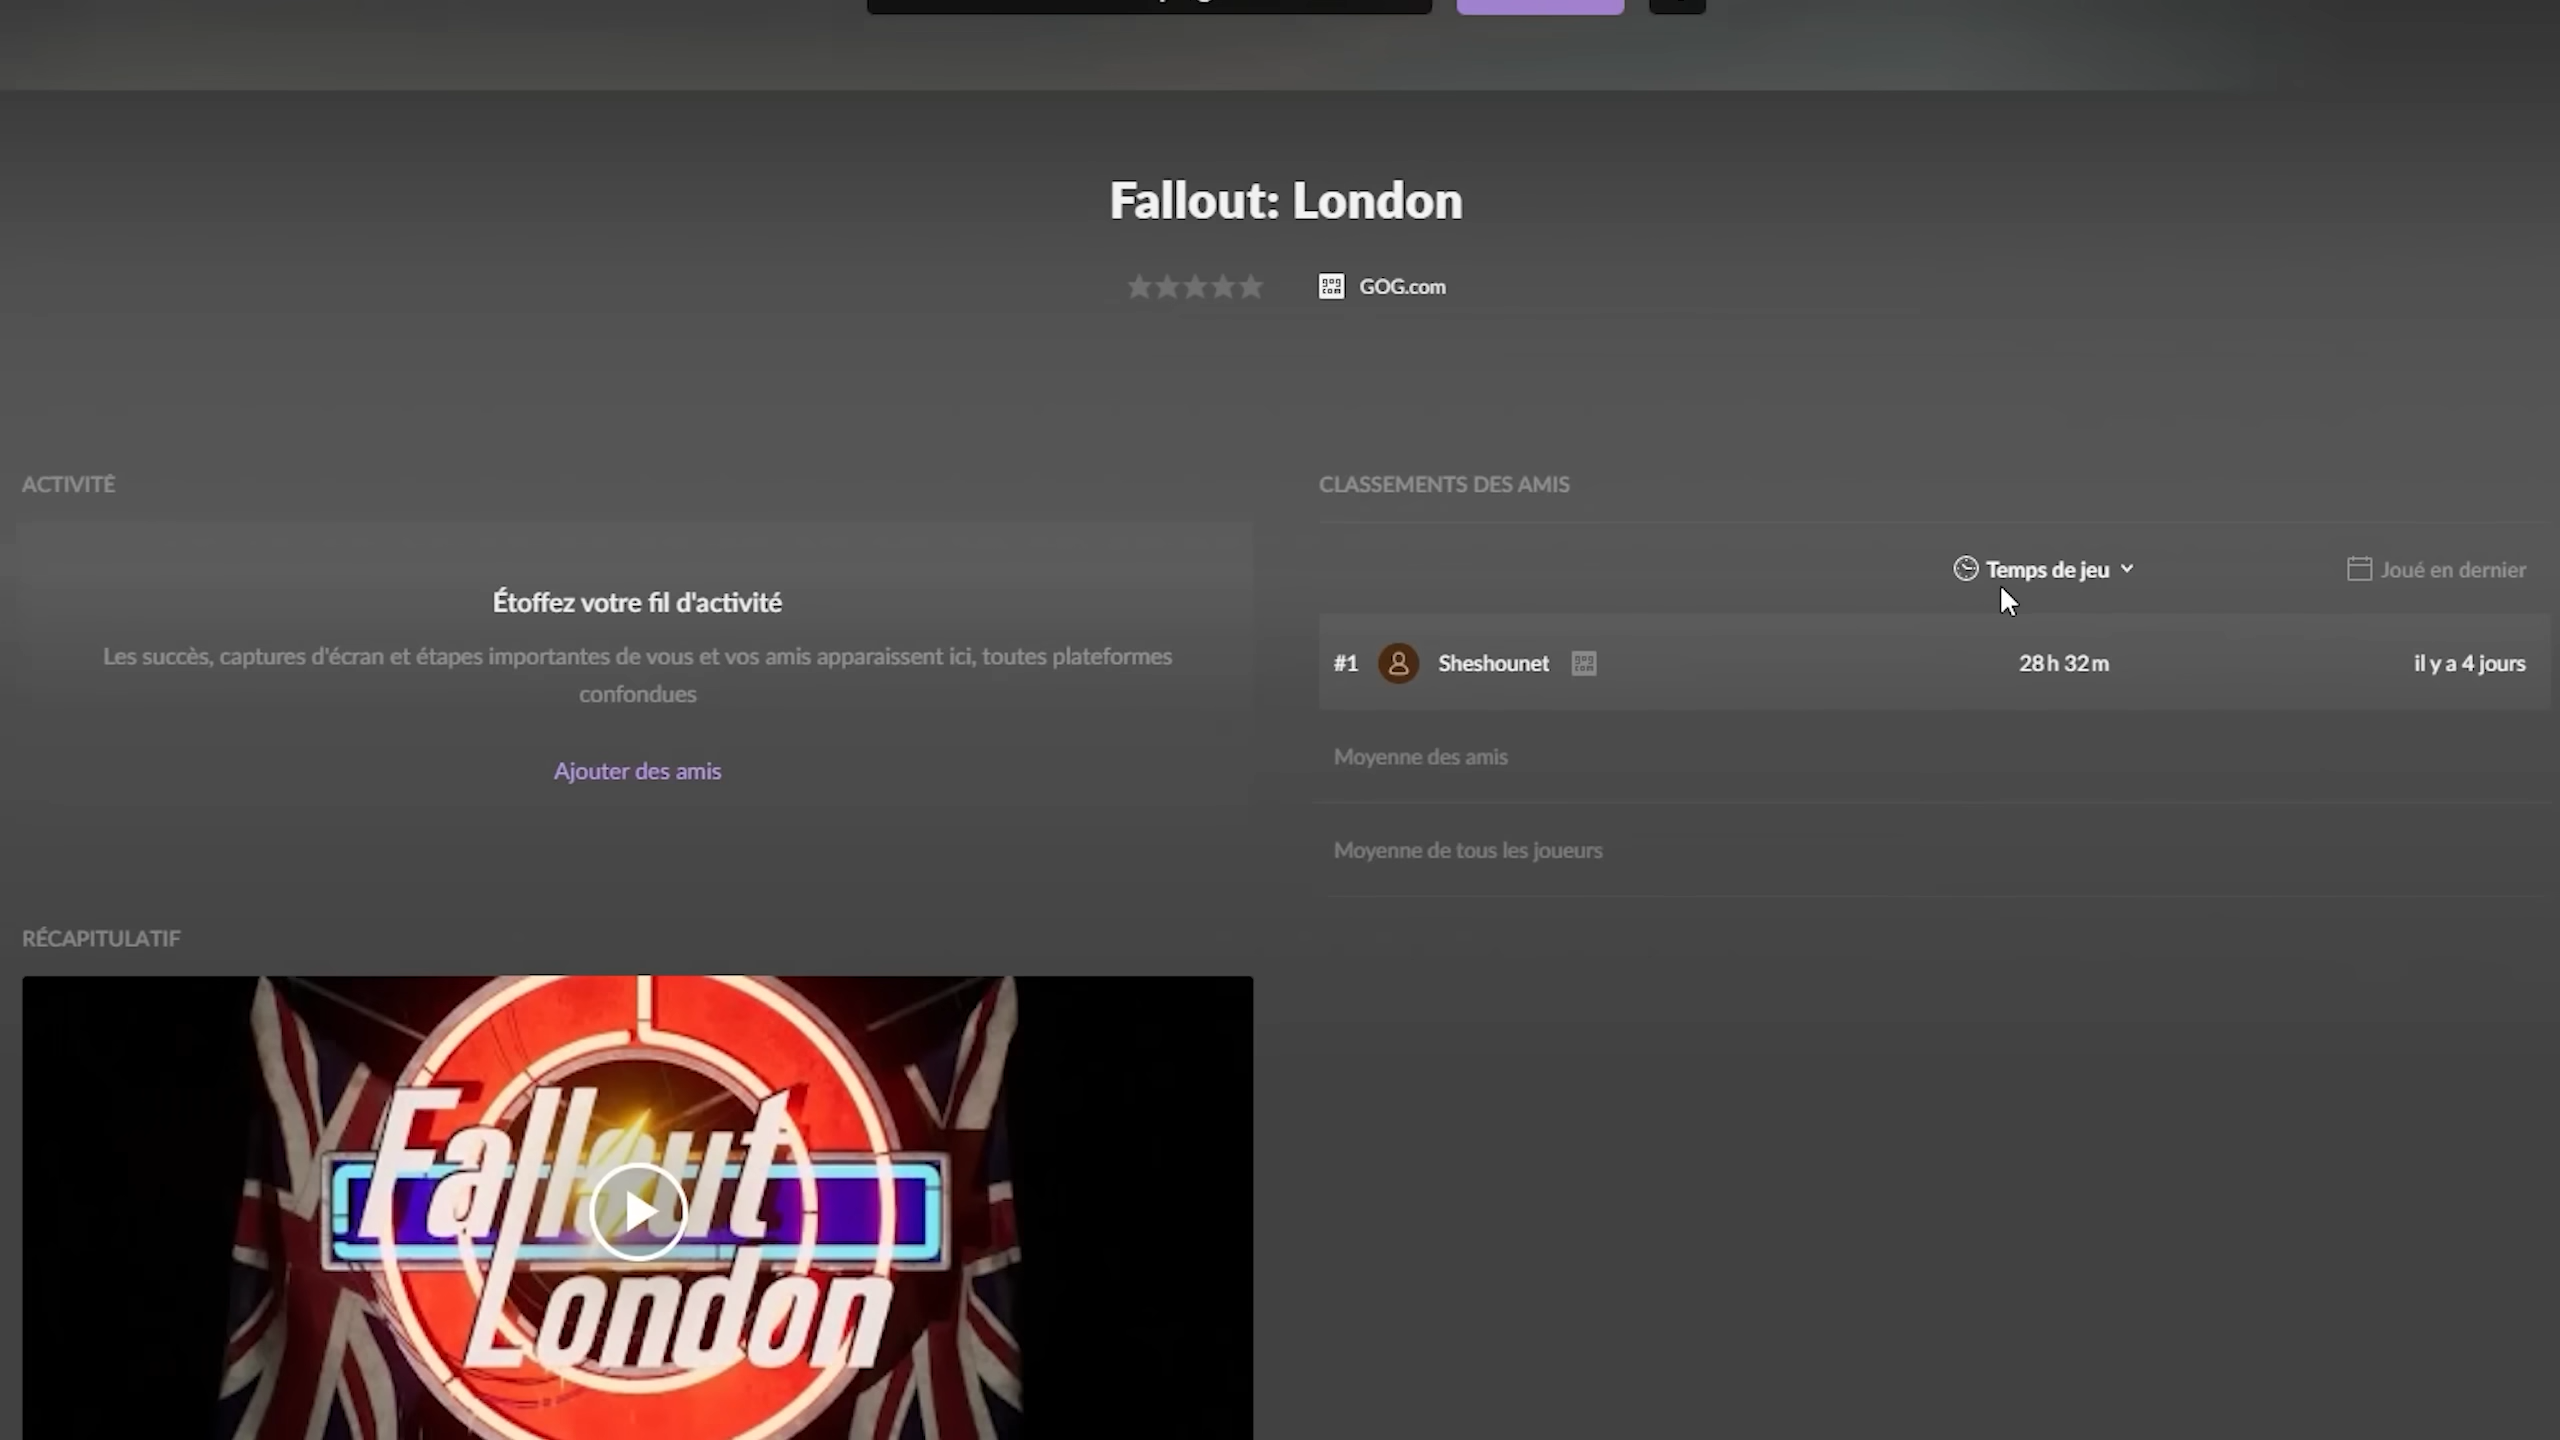 Fallout: London
GOG.com
ACTIVITÉ
Étoffez votre fil d'activité
Les succès, captures d'écran et étapes importantes de vous et vos amis apparaissent ici, toutes plateformes
confondues
Ajouter des amis
CLASSEMENTS DES AMIS
Temps de jeu
Joué en dernier
#1 Sheshounet 28 h 32 m il y a 4 jours
Moyenne des amis
Moyenne de tous les joueurs
RÉCAPITULATIF
Fallout
London